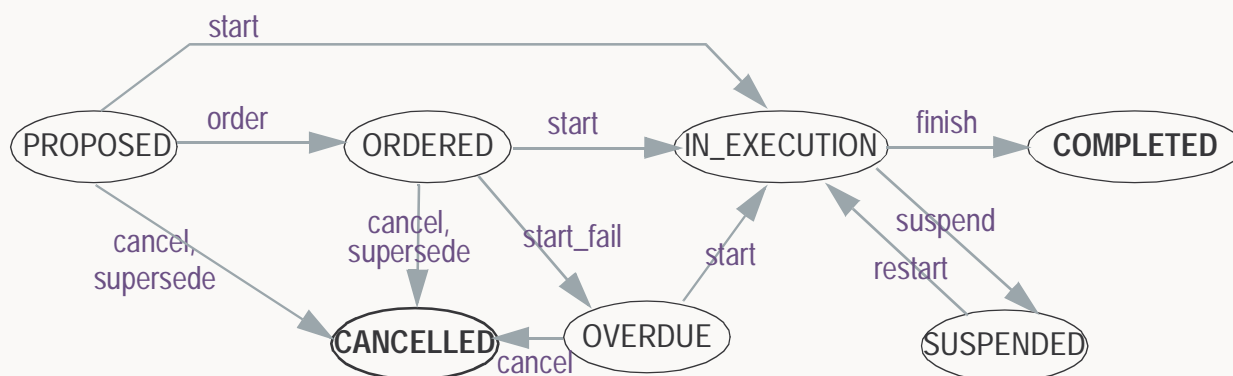 start
PROPOSED
order
ORDERED
start
IN_EXECUTION
finish
COMPLETED
cancel,
supersede
cancel,
supersede
start_fail
start
suspend
restart
CANCELLED
cancel
OVERDUE
SUSPENDED